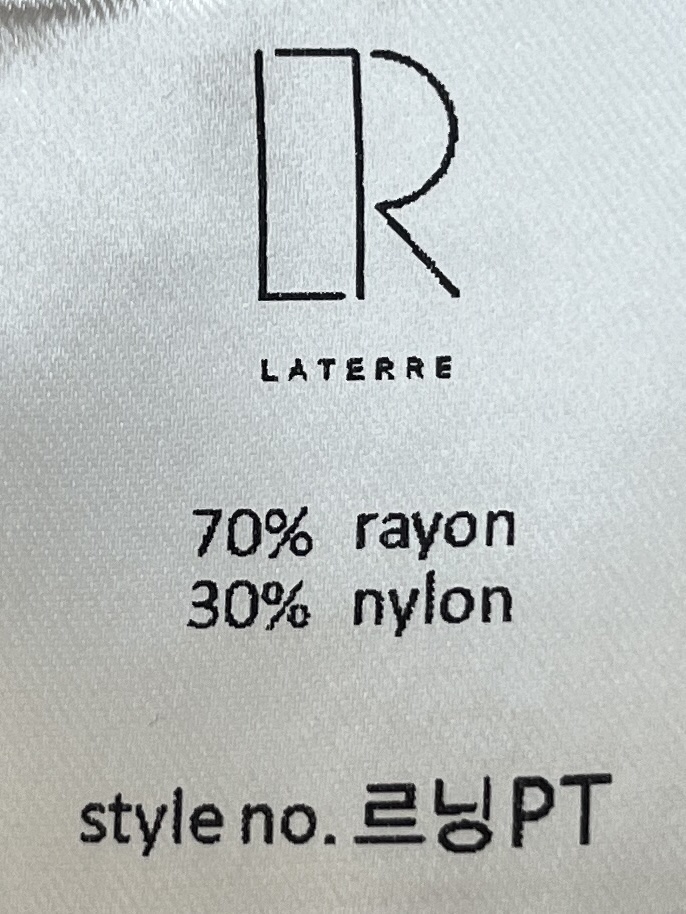 LR
LATERRE
70% rayon
30% nylon
style no. 르닝PT